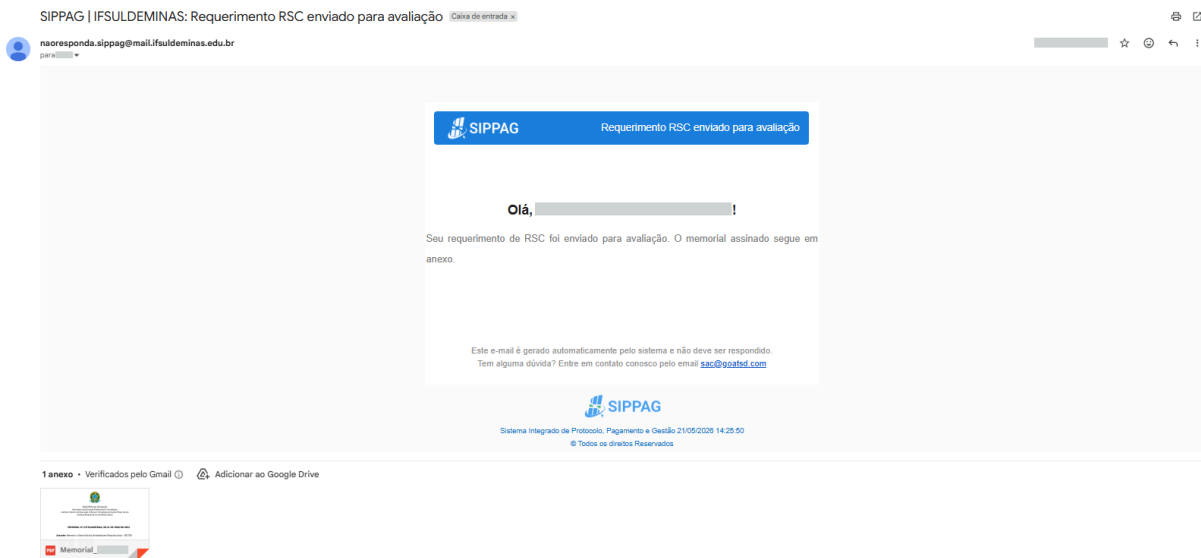 SIPPAG | IFSULDEMINAS: Requerimento RSC enviado para avaliação Caixa de entrada x
naoresponda.sippag@mail.ifsuldeminas.edu.br
para
SIPPAG Requerimento RSC enviado para avaliação
Olá, !
Seu requerimento de RSC foi enviado para avaliação. O memorial assinado segue em
anexo.
Este e-mail é gerado automaticamente pelo sistema e não deve ser respondido.
Tem alguma dúvida? Entre em contato conosco pelo email sac@goatsd.com
SIPPAG
Sistema Integrado de Protocolo, Pagamento e Gestão 21/05/2026 14:25:50
© Todos os direitos Reservados
1 anexo • Verificados pelo Gmail Adicionar ao Google Drive
PDF Memorial_